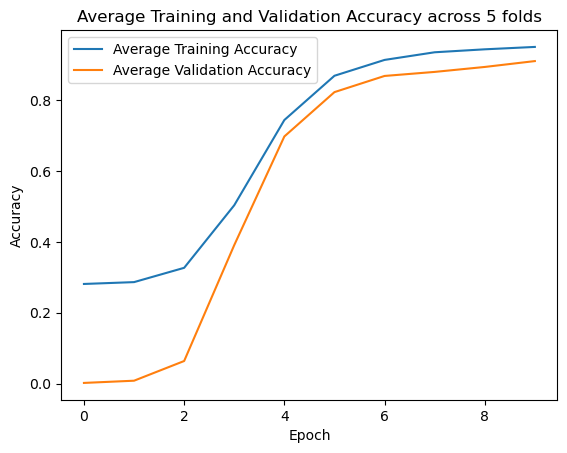 Average Training and Validation Accuracy across 5 folds
Average Training Accuracy
Average Validation Accuracy
Accuracy
0.8
0.6
0.4
0.2
0.0
0 2 4 6 8
Epoch